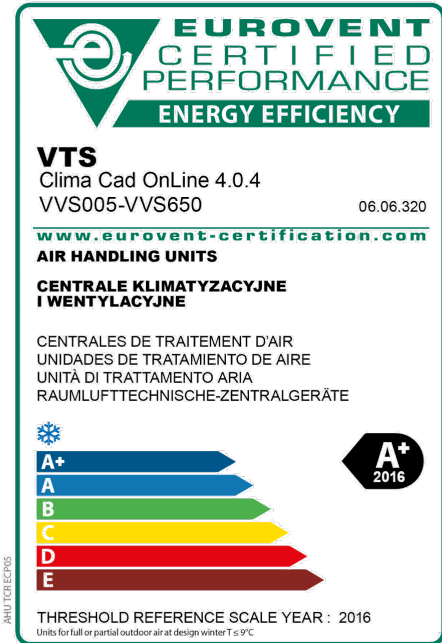 EUROVENT
CERTIFIED
PERFORMANCE
ENERGY EFFICIENCY
VTS
Clima Cad OnLine 4.0.4
VVS005-VVS650 06.06.320
www.eurovent-certification.com
AIR HANDLING UNITS
CENTRALE KLIMATYZACYJNE
I WENTYLACYJNE
CENTRALES DE TRAITEMENT D'AIR
UNIDADES DE TRATAMIENTO DE AIRE
UNITÀ DI TRATTAMENTO ARIA
RAUMLUFTTECHNISCHE-ZENTRALGERÄTE
A+
A
B
C
D
E
A+
2016
THRESHOLD REFERENCE SCALE YEAR : 2016
Units for full or partial outdoor air at design winter T ≤ 9°C
AHU TCR ECP05